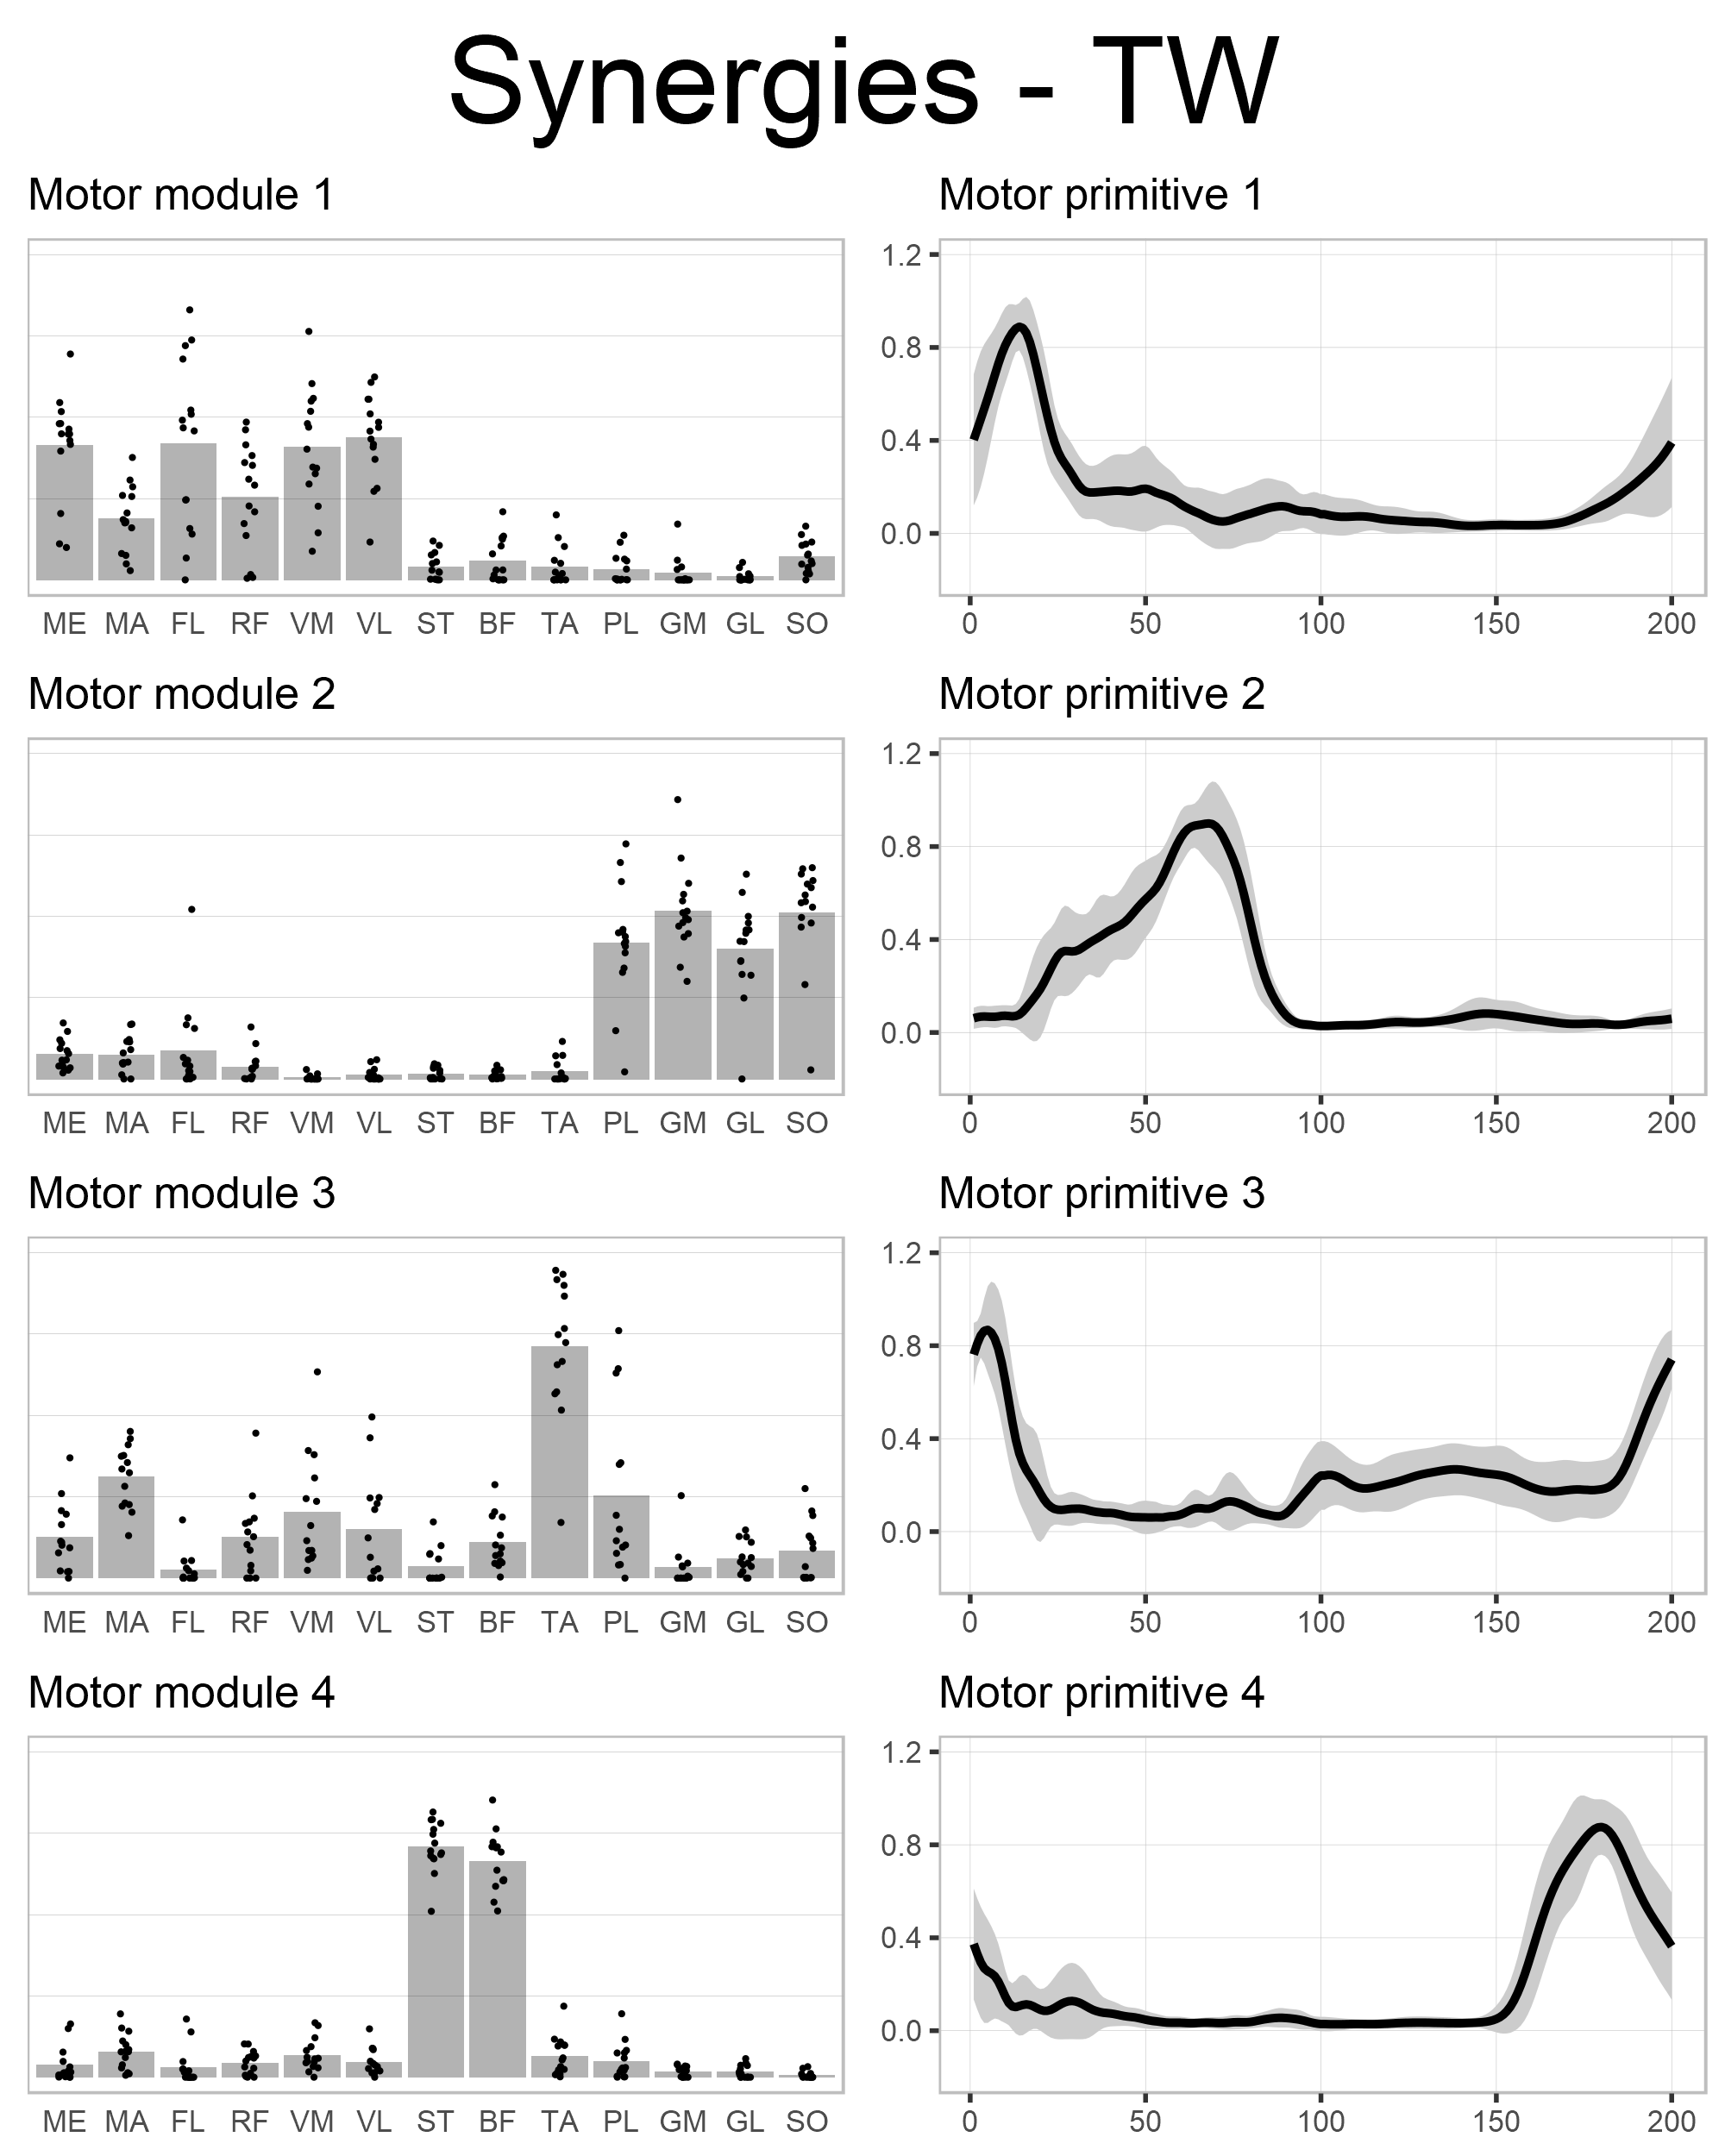 Synergies - TW
Motor module 1
Motor primitive 1
1.2
0.8
0.4
0.0
ME MA FL RF VM VL ST BF TA PL GM GL SO
0 50 100 150 200
Motor module 2
Motor primitive 2
1.2
0.8
0.4
0.0
ME MA FL RF VM VL ST BF TA PL GM GL SO
0 50 100 150 200
Motor module 3
Motor primitive 3
1.2
0.8
0.4
0.0
ME MA FL RF VM VL ST BF TA PL GM GL SO
0 50 100 150 200
Motor module 4
Motor primitive 4
1.2
0.8
0.4
0.0
ME MA FL RF VM VL ST BF TA PL GM GL SO
0 50 100 150 200